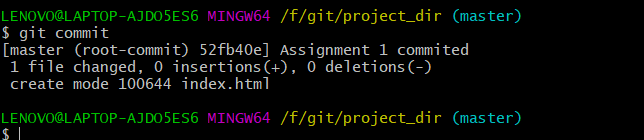 LENOVO@LAPTOP-AJDO5ES6 MINGW64 /f/git/project_dir (master)
$ git commit
[master (root-commit) 52fb40e] Assignment 1 commited
 1 file changed, 0 insertions(+), 0 deletions(-)
 create mode 100644 index.html

LENOVO@LAPTOP-AJDO5ES6 MINGW64 /f/git/project_dir (master)
$